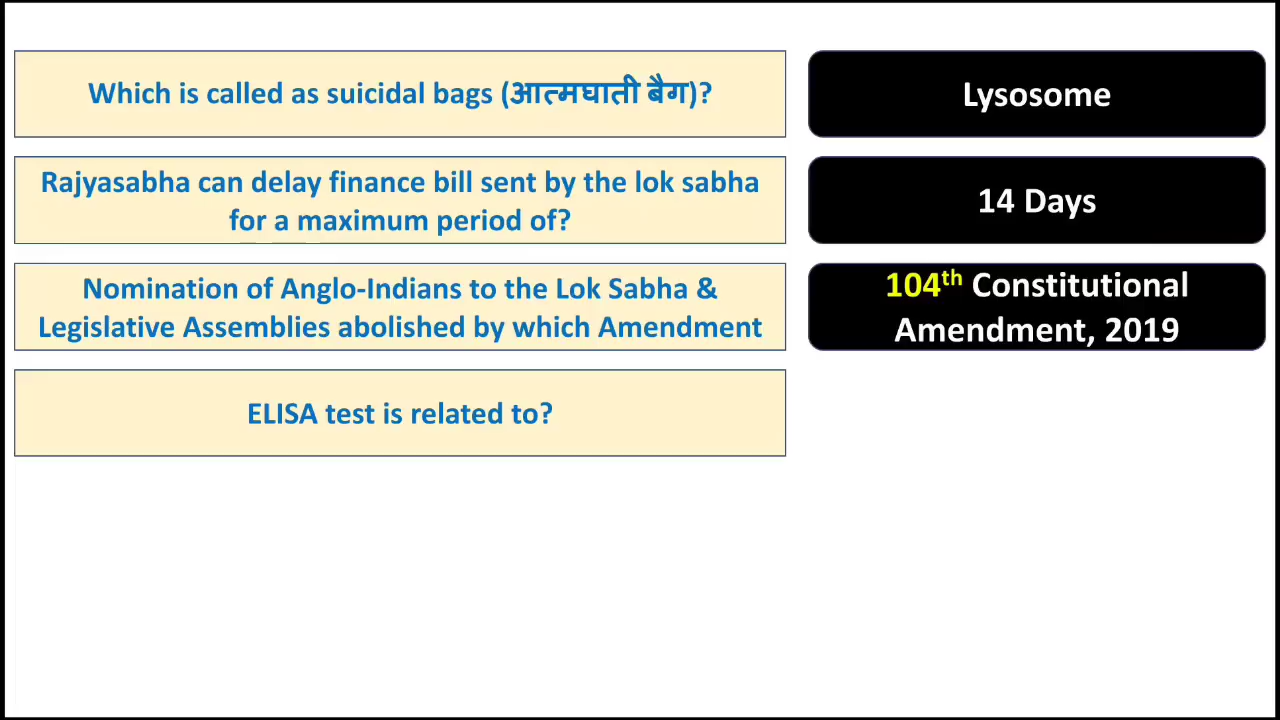 Which is called as suicidal bags (आत्मघाती बैग)?
Lysosome
Rajyasabha can delay finance bill sent by the lok sabha
for a maximum period of?
14 Days
Nomination of Anglo-Indians to the Lok Sabha &
Legislative Assemblies abolished by which Amendment
104th Constitutional
Amendment, 2019
ELISA test is related to?